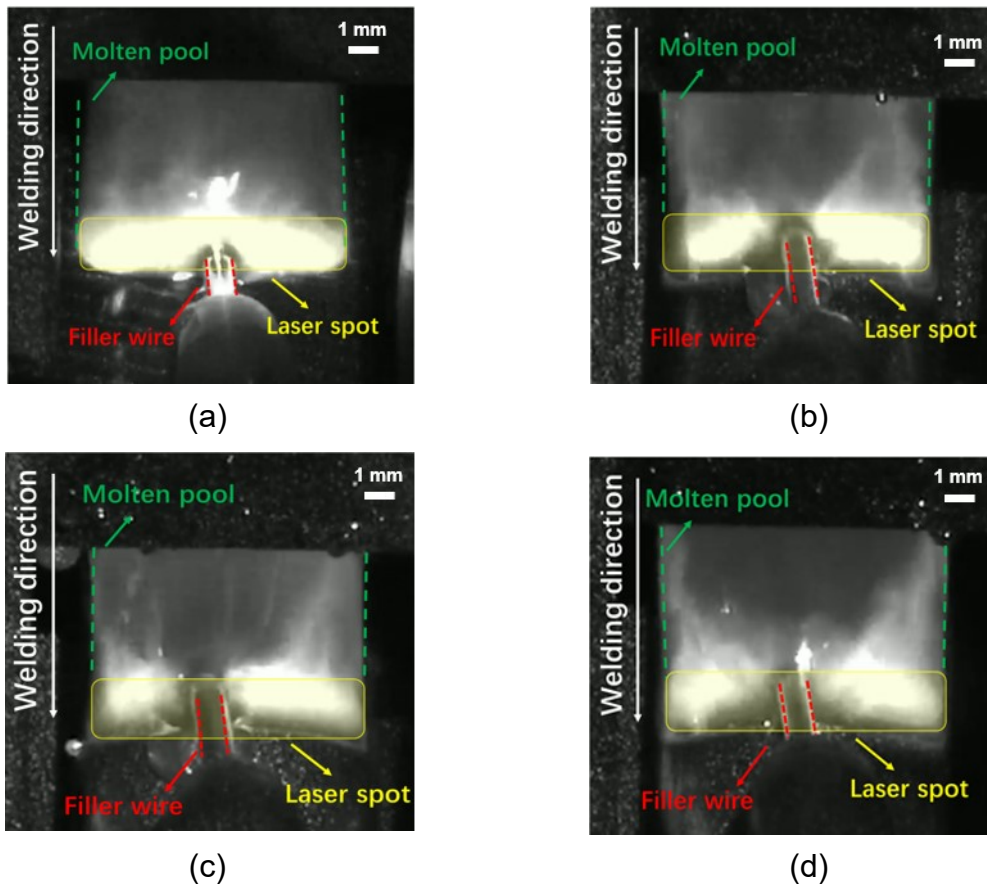 Welding direction
Molten pool
1 mm
Filler wire
Laser spot
(a)
Welding direction
Molten pool
1 mm
Filler wire
Laser spot
(b)
Welding direction
Molten pool
1 mm
Filler wire
Laser spot
(c)
Welding direction
Molten pool
1 mm
Filler wire
Laser spot
(d)